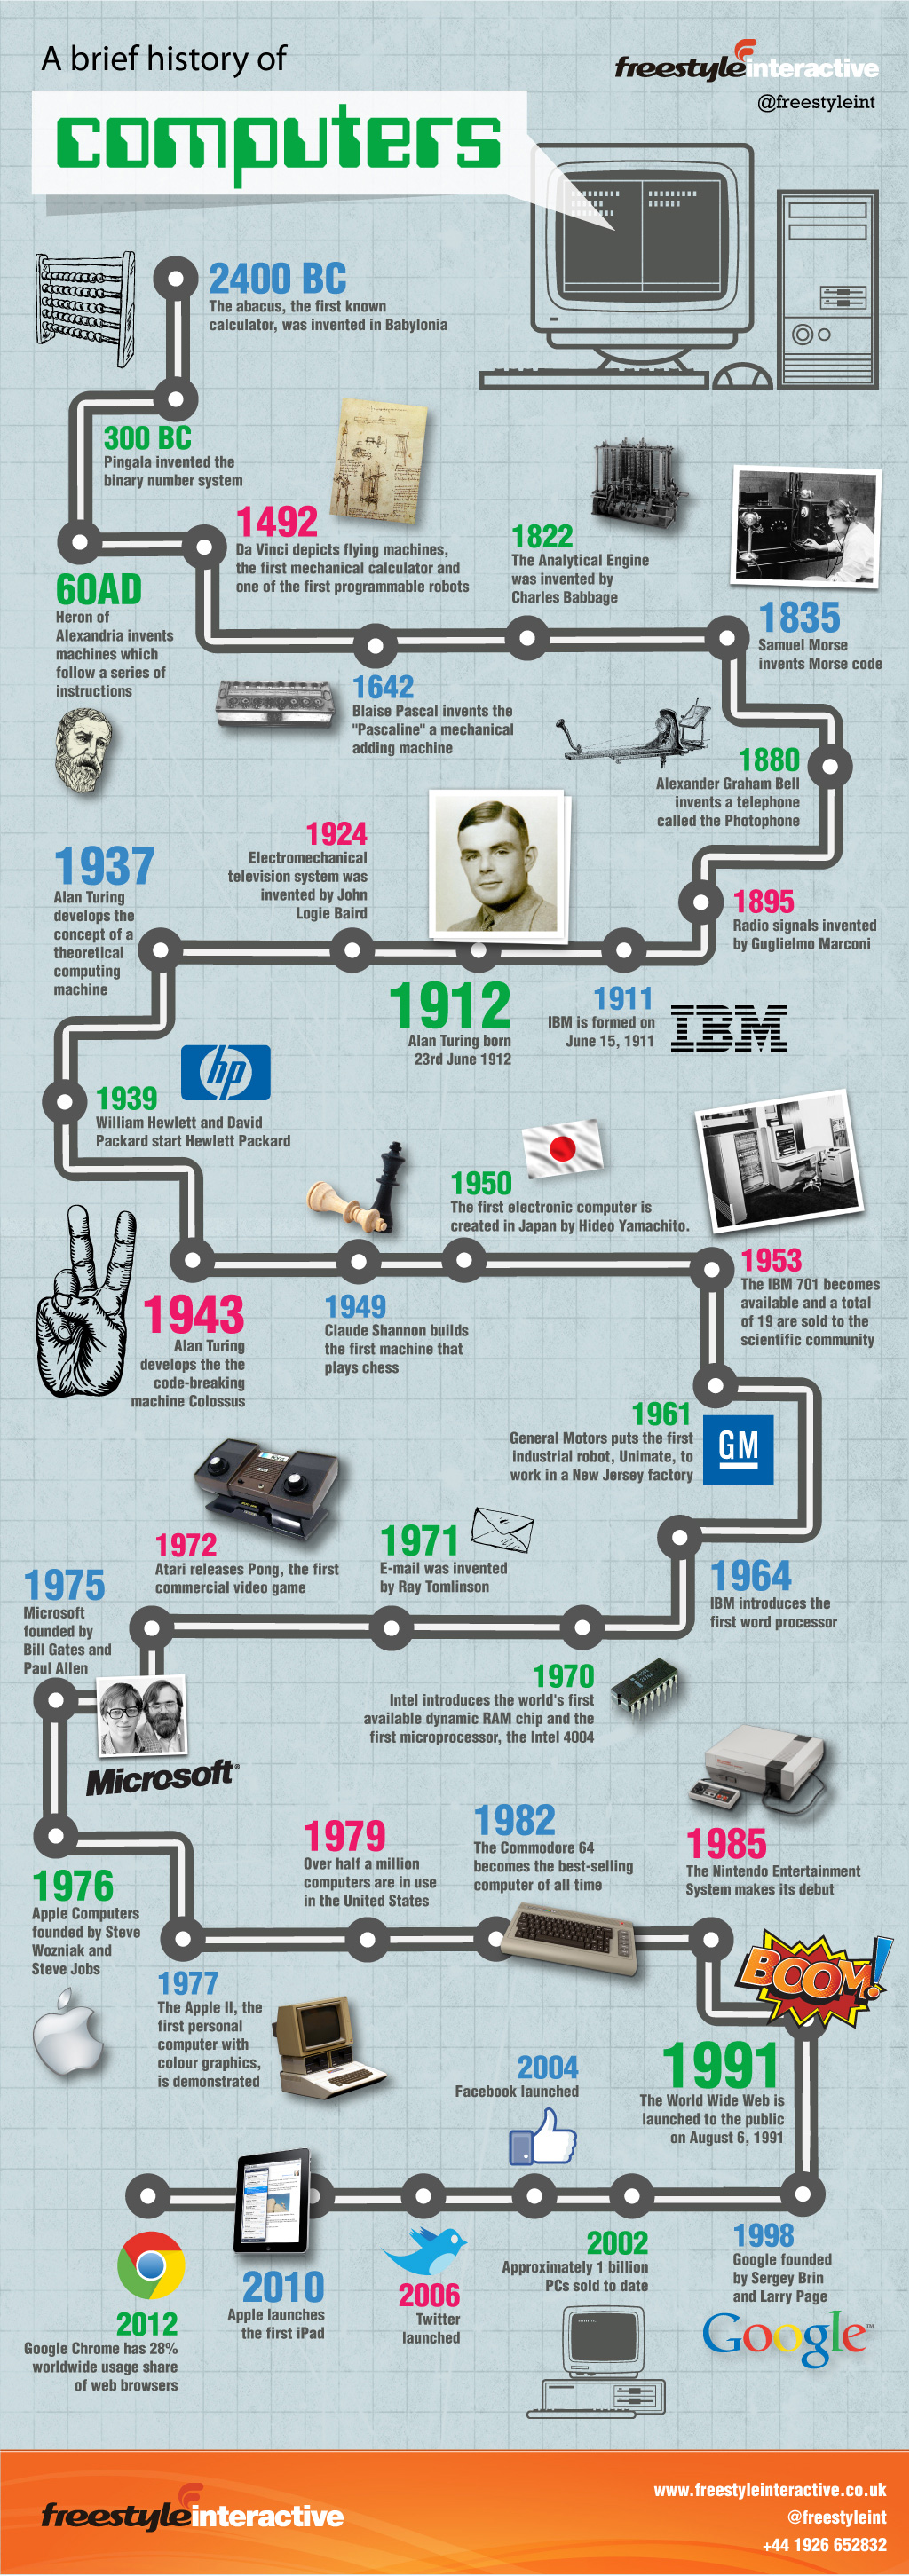 A brief history of
freestyleinteractive
@freestyleint
computers
2400 BC
The abacus, the first known
calculator, was invented in Babylonia
300 BC
Pingala invented the
binary number system
60AD
Heron of
Alexandria invents
machines which
follow a series of
instructions
1492
Da Vinci depicts flying machines,
the first mechanical calculator and
one of the first programmable robots
1642
Blaise Pascal invents the
"Pascaline" a mechanical
adding machine
1822
The Analytical Engine
was invented by
Charles Babbage
1835
Samuel Morse
invents Morse code
1880
Alexander Graham Bell
invents a telephone
called the Photophone
1895
Radio signals invented
by Guglielmo Marconi
1911
IBM is formed on
June 15, 1911
IBM
1912
Alan Turing born
23rd June 1912
1924
Electromechanical
television system was
invented by John
Logie Baird
1937
Alan Turing
develops the
concept of a
theoretical
computing
machine
1939
William Hewlett and David
Packard start Hewlett Packard
hp
1943
Alan Turing
develops the the
code-breaking
machine Colossus
1949
Claude Shannon builds
the first machine that
plays chess
1950
The first electronic computer is
created in Japan by Hideo Yamachito.
1953
The IBM 701 becomes
available and a total
of 19 are sold to the
scientific community
1961
General Motors puts the first
industrial robot, Unimate, to
work in a New Jersey factory
GM
1964
IBM introduces the
first word processor
1970
Intel introduces the world's first
available dynamic RAM chip and the
first microprocessor, the Intel 4004
1971
E-mail was invented
by Ray Tomlinson
1972
Atari releases Pong, the first
commercial video game
1975
Microsoft
founded by
Bill Gates and
Paul Allen
Microsoft®
1976
Apple Computers
founded by Steve
Wozniak and
Steve Jobs
1977
The Apple II, the
first personal
computer with
colour graphics,
is demonstrated
1979
Over half a million
computers are in use
in the United States
1982
The Commodore 64
becomes the best-selling
computer of all time
1985
The Nintendo Entertainment
System makes its debut
BOOM!
1991
The World Wide Web is
launched to the public
on August 6, 1991
1998
Google founded
by Sergey Brin
and Larry Page
Google™
2002
Approximately 1 billion
PCs sold to date
2004
Facebook launched
2006
Twitter
launched
2010
Apple launches
the first iPad
2012
Google Chrome has 28%
worldwide usage share
of web browsers
freestyleinteractive
www.freestyleinteractive.co.uk
@freestyleint
+44 1926 652832